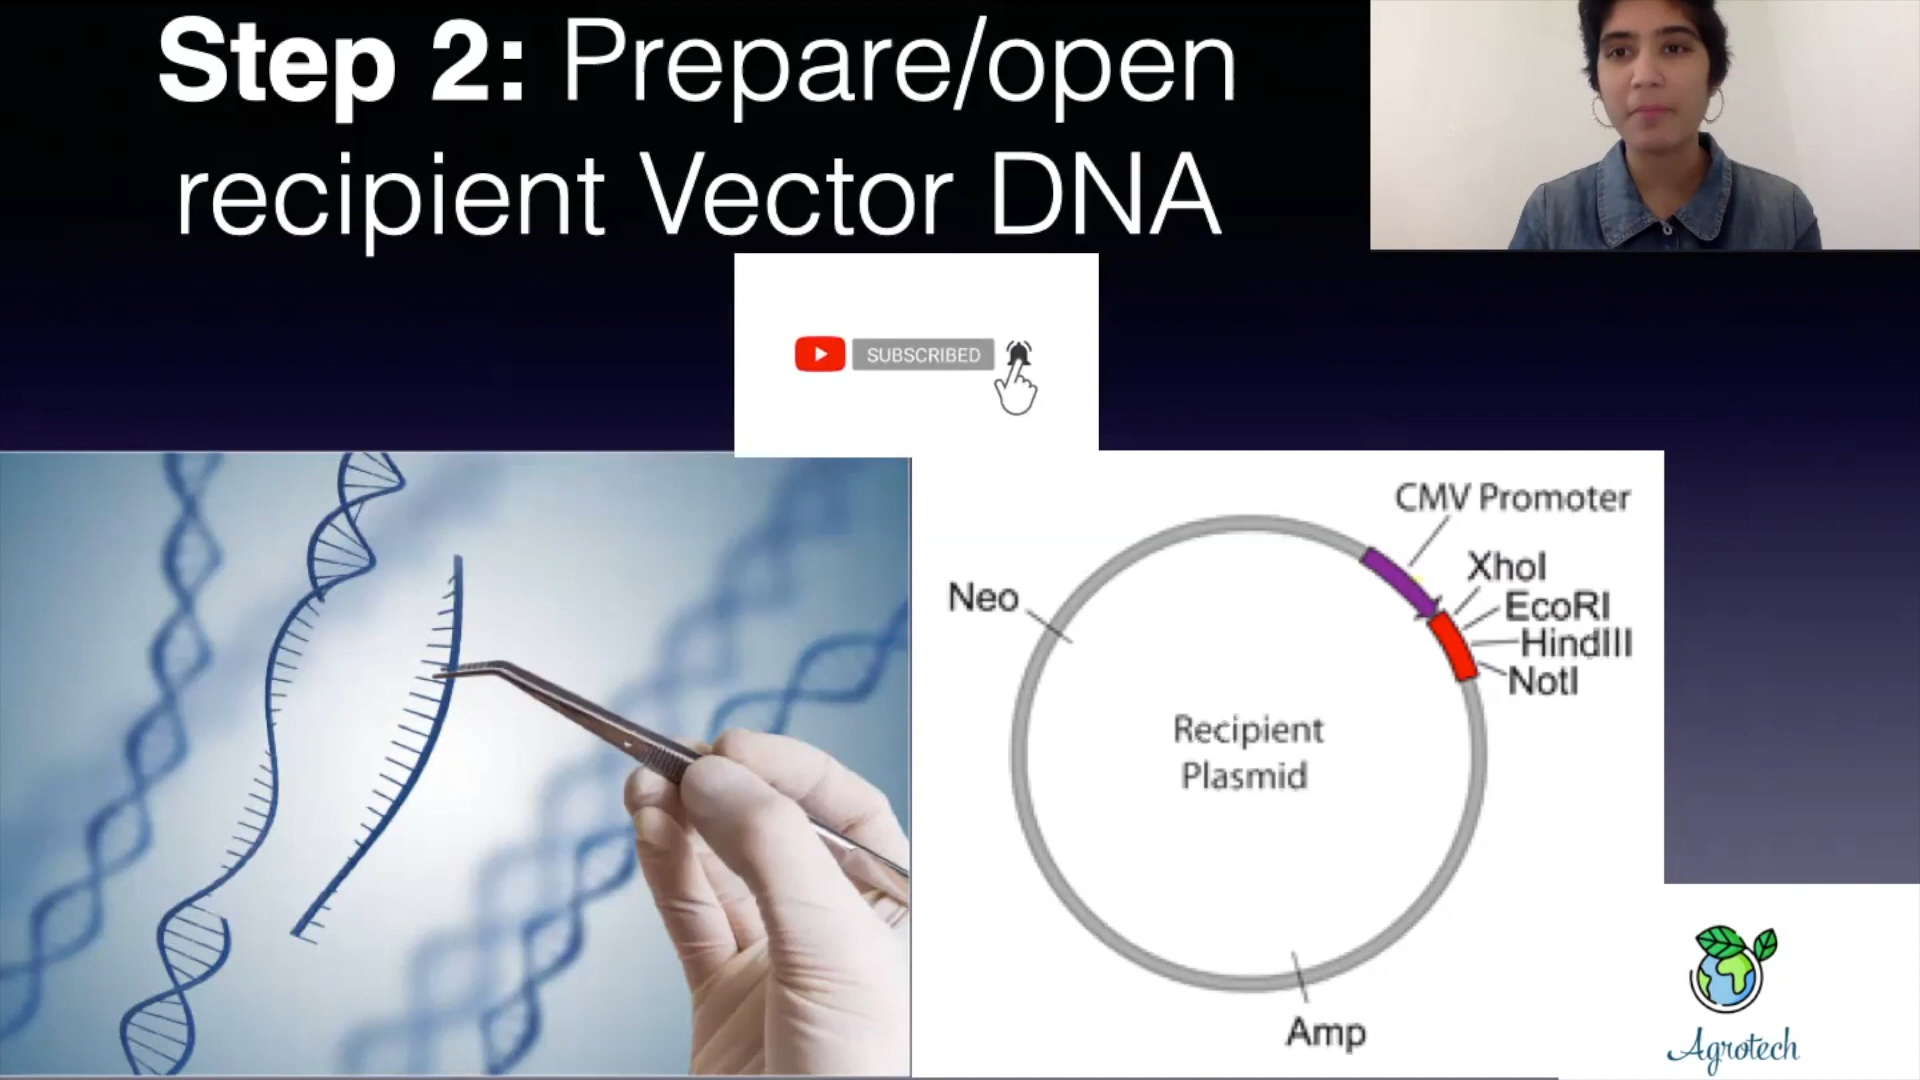 Step 2: Prepare/open
recipient Vector DNA
SUBSCRIBED
CMV Promoter
XhoI
EcoRI
HindIII
NotI
Neo
Recipient
Plasmid
Amp
Agrotech